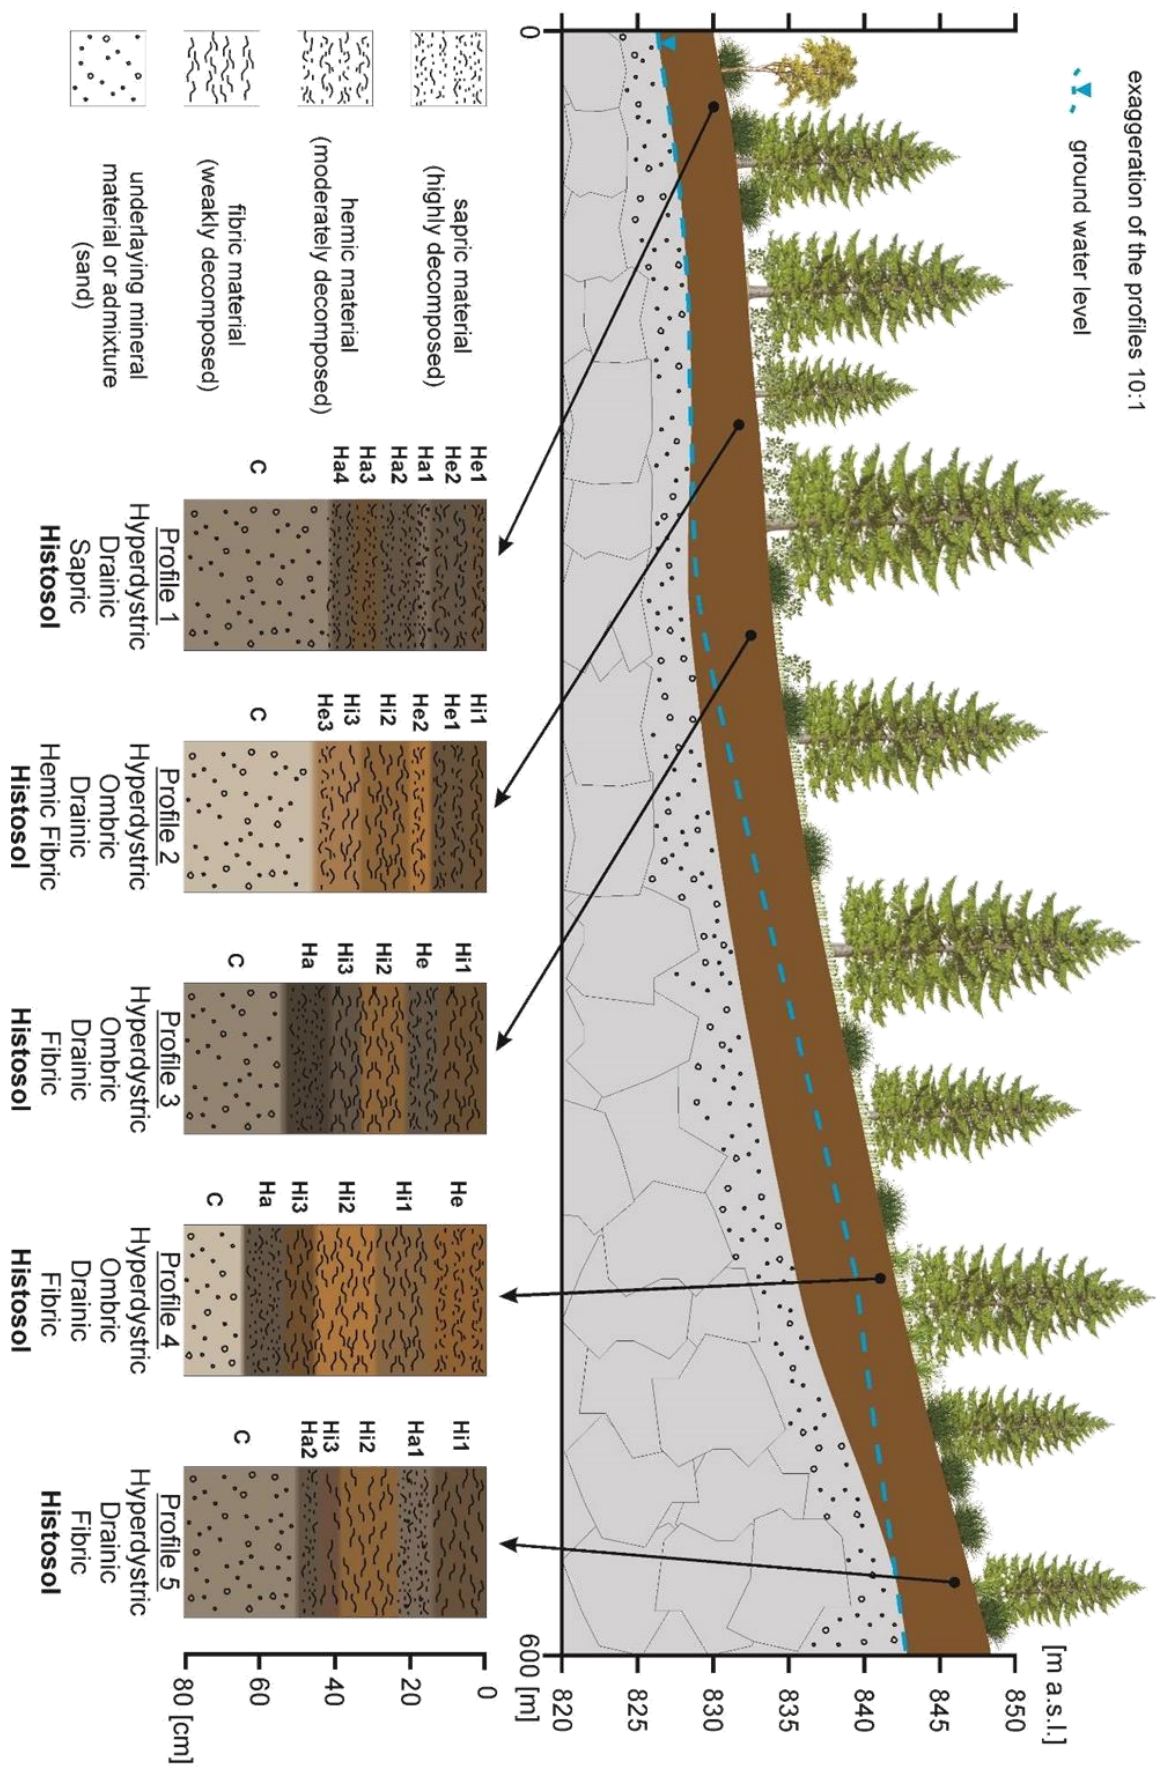 exaggeration of the profiles 10:1
ground water level
[m a.s.l.]
850
845
840
835
830
825
820
0
600 [m]
sapric material
(highly decomposed)
hemic material
(moderately decomposed)
fibric material
(weakly decomposed)
underlaying mineral
material or admixture
(sand)
He1
He2
Ha1
Ha2
Ha3
Ha4
C
Profile 1
Hyperdystric
Drainic
Sapric
Histosol
Hi1
He1
He2
Hi2
Hi3
He3
C
Profile 2
Hyperdystric
Ombric
Drainic
Hemic Fibric
Histosol
Hi1
He
Hi2
Hi3
Ha
C
Profile 3
Hyperdystric
Ombric
Drainic
Fibric
Histosol
He
Hi1
Hi2
Hi3
Ha
C
Profile 4
Hyperdystric
Ombric
Drainic
Fibric
Histosol
Hi1
Ha1
Hi2
Hi3
Ha2
C
Profile 5
Hyperdystric
Drainic
Fibric
Histosol
0
20
40
60
80 [cm]